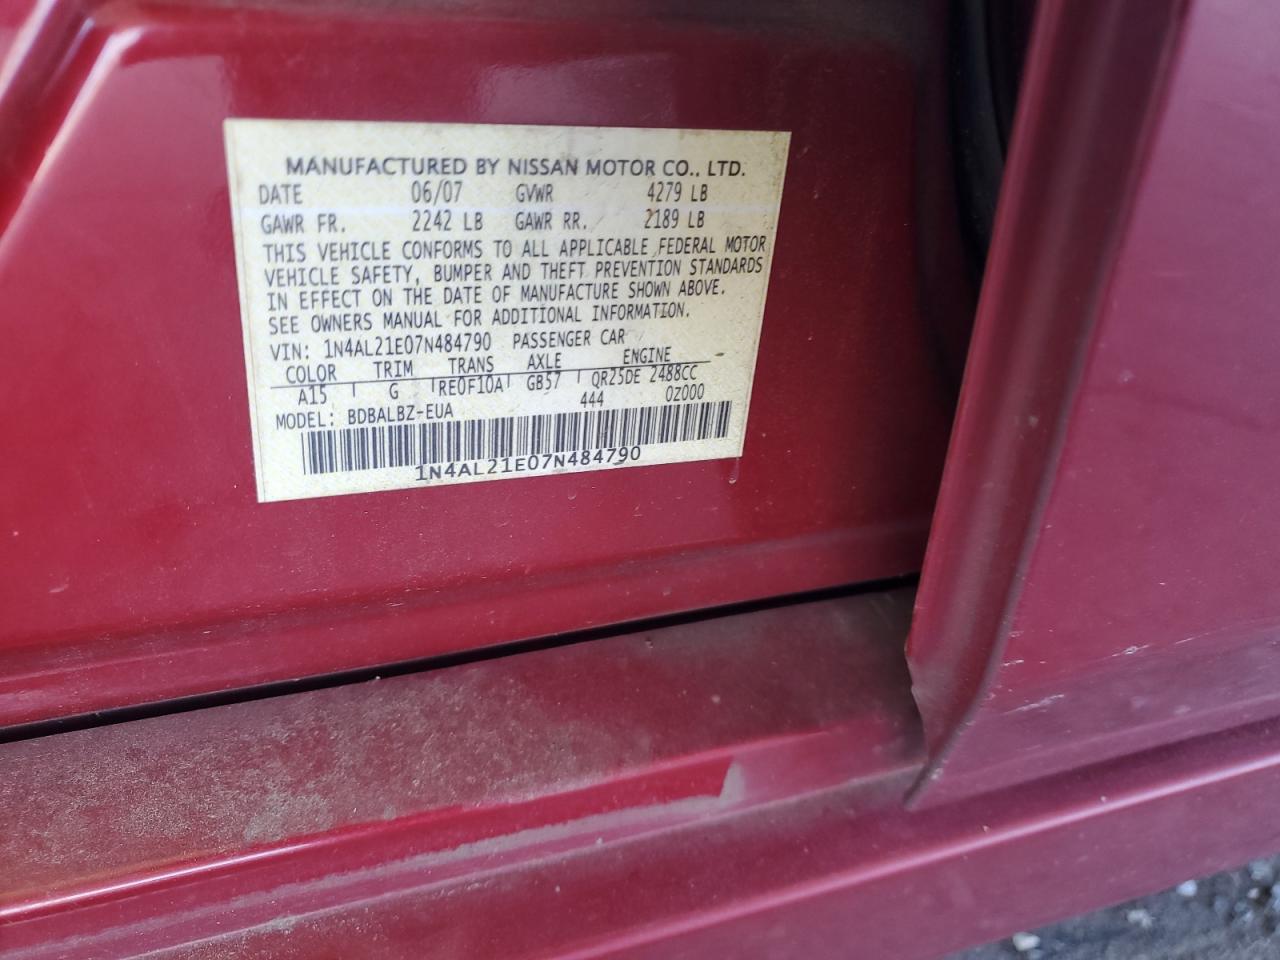 MANUFACTURED BY NISSAN MOTOR CO., LTD.
DATE 06/07 GVWR 4279 LB
GAWR FR. 2242 LB GAWR RR. 2189 LB
THIS VEHICLE CONFORMS TO ALL APPLICABLE FEDERAL MOTOR
VEHICLE SAFETY, BUMPER AND THEFT PREVENTION STANDARDS
IN EFFECT ON THE DATE OF MANUFACTURE SHOWN ABOVE.
SEE OWNERS MANUAL FOR ADDITIONAL INFORMATION.
VIN: 1N4AL21E07N484790 PASSENGER CAR
COLOR TRIM TRANS AXLE ENGINE
A15 G RE0F10A GB57 QR25DE 2488CC
MODEL: BDBALBZ-EUA 444 0Z000
1N4AL21E07N484790